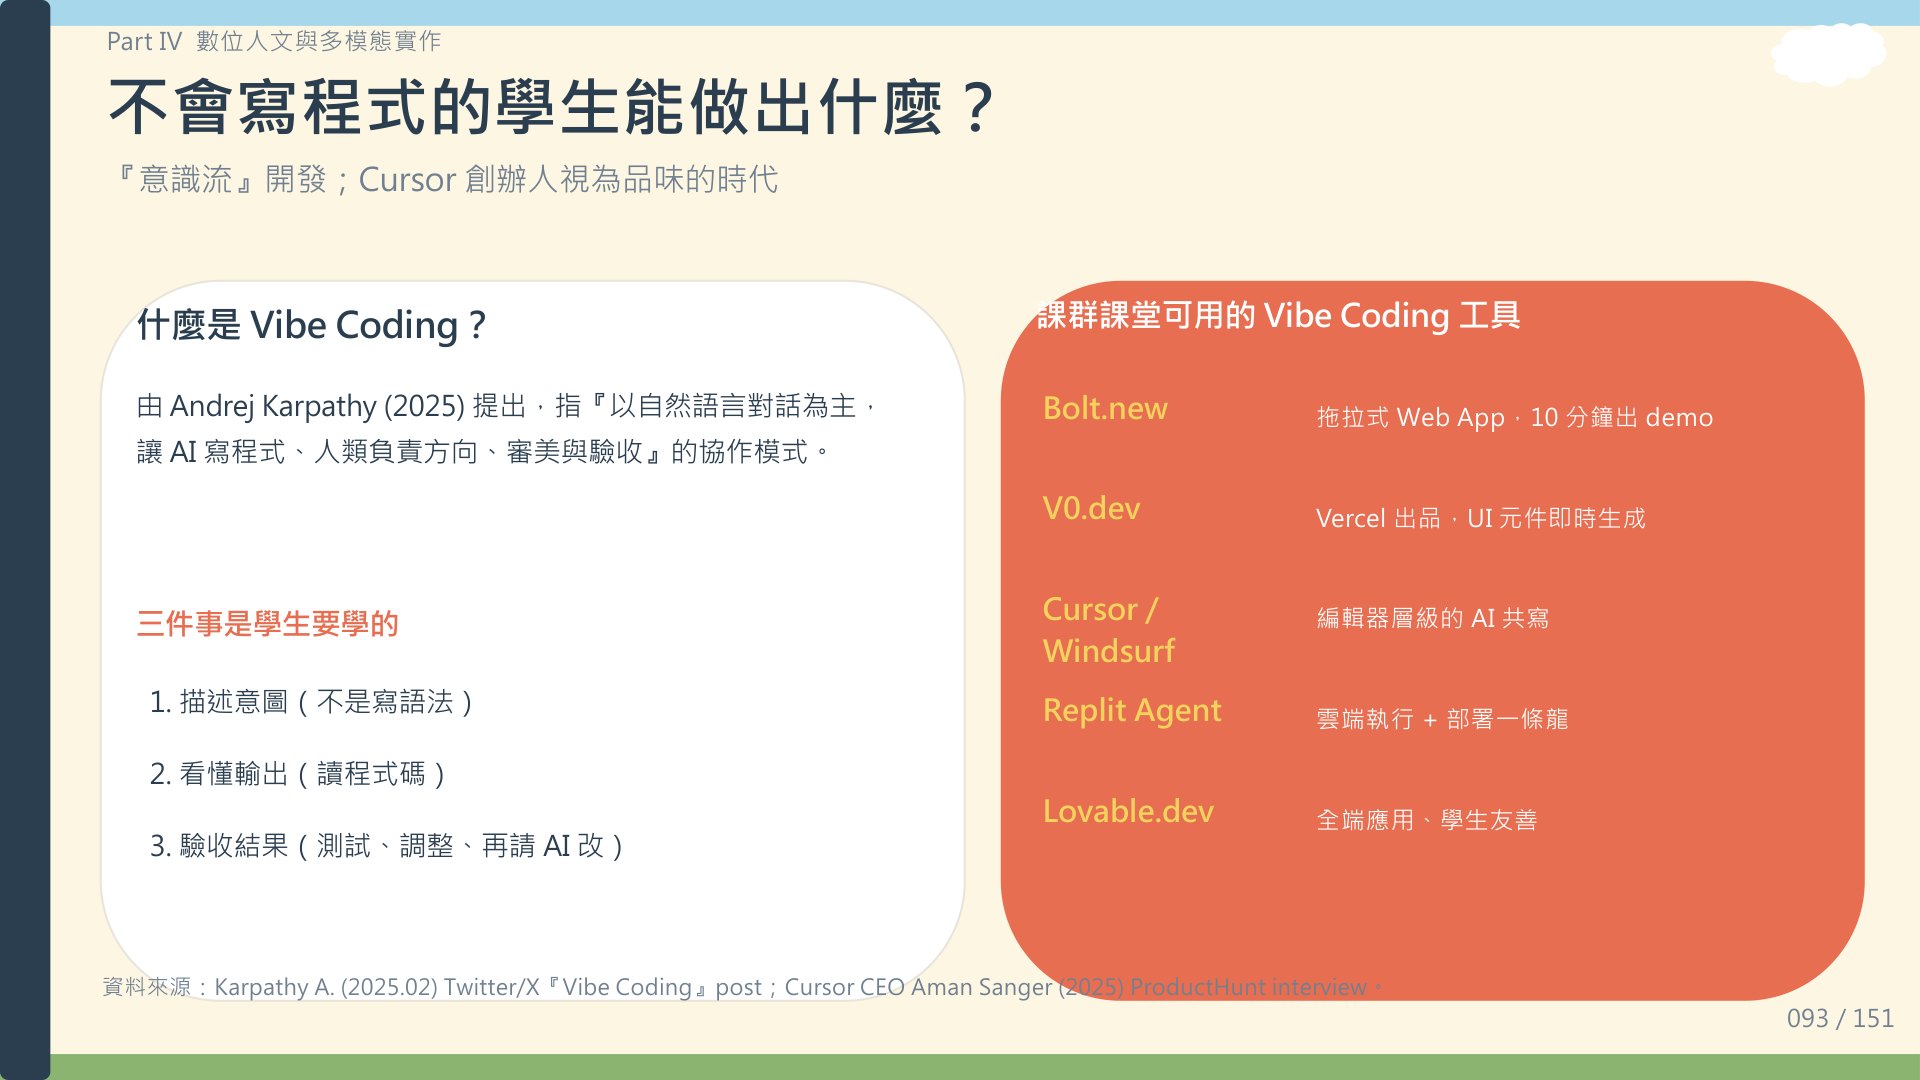 Part IV 數位人文與多模態實作
不會寫程式的學生能做出什麼？
『意識流』開發；Cursor 創辦人視為品味的時代
什麼是 Vibe Coding？
由 Andrej Karpathy (2025) 提出，指『以自然語言對話為主，
讓 AI 寫程式、人類負責方向、審美與驗收』的協作模式。
三件事是學生要學的
1. 描述意圖（不是寫語法）
2. 看懂輸出（讀程式碼）
3. 驗收結果（測試、調整、再請 AI 改）
課群課堂可用的 Vibe Coding 工具
Bolt.new
拖拉式 Web App，10 分鐘出 demo
V0.dev
Vercel 出品，UI 元件即時生成
Cursor /
Windsurf
編輯器層級的 AI 共寫
Replit Agent
雲端執行 + 部署一條龍
Lovable.dev
全端應用、學生友善
資料來源：Karpathy A. (2025.02) Twitter/X『Vibe Coding』post；Cursor CEO Aman Sanger (2025) ProductHunt interview。
093 / 151